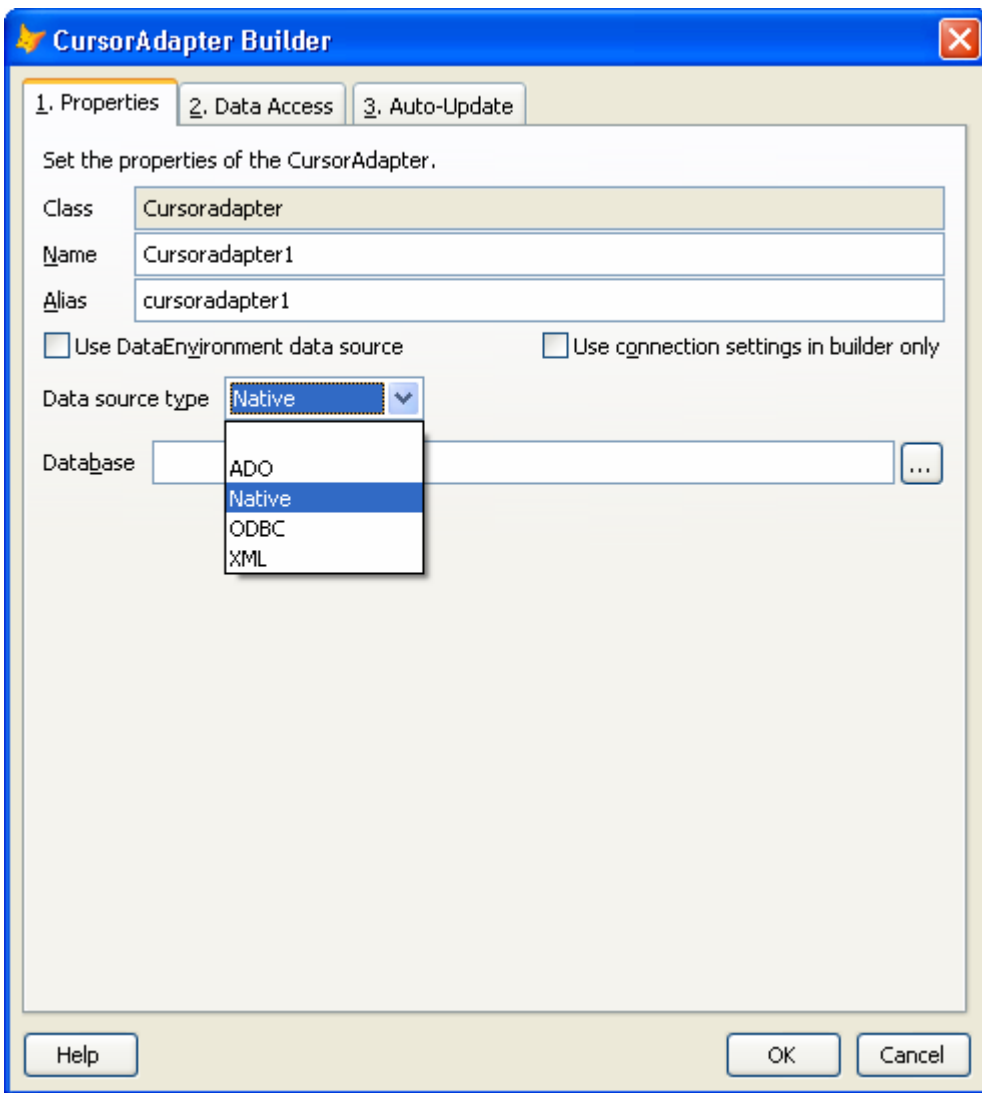 CursorAdapter Builder
1. Properties 2. Data Access 3. Auto-Update
Set the properties of the CursorAdapter.
Class Cursoradapter
Name Cursoradapter1
Alias cursoradapter1
Use DataEnvironment data source Use connection settings in builder only
Data source type Native
Database ...
ADO
Native
ODBC
XML
Help OK Cancel